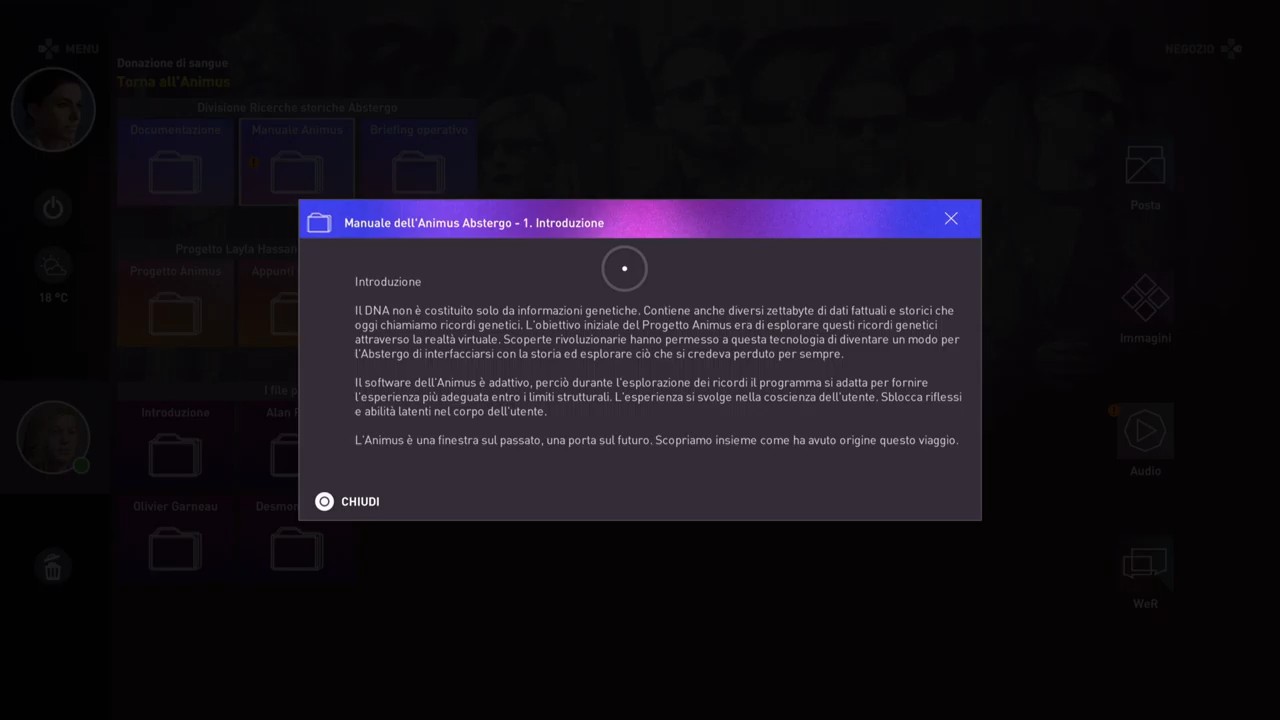 MENU
NEGOZIO
Donazione di sangue
Torna all'Animus
Divisione Ricerche storiche Abstergo
Documentazione
Manuale Animus
Briefing operativo
Manuale dell'Animus Abstergo - 1. Introduzione
Introduzione
Il DNA non è costituito solo da informazioni genetiche. Contiene anche diversi zettabyte di dati fattuali e storici che
oggi chiamiamo ricordi genetici. L'obiettivo iniziale del Progetto Animus era di esplorare questi ricordi genetici
attraverso la realtà virtuale. Scoperte rivoluzionarie hanno permesso a questa tecnologia di diventare un modo per
l'Abstergo di interfacciarsi con la storia ed esplorare ciò che si credeva perduto per sempre.
Il software dell'Animus è adattivo, perciò durante l'esplorazione dei ricordi il programma si adatta per fornire
l'esperienza più adeguata entro i limiti strutturali. L'esperienza si svolge nella coscienza dell'utente. Sblocca riflessi
e abilità latenti nel corpo dell'utente.
L'Animus è una finestra sul passato, una porta sul futuro. Scopriamo insieme come ha avuto origine questo viaggio.
CHIUDI
18 °C
Progetto Layla Hassan
Progetto Animus
Appunti
I file p
Introduzione
Alan
Olivier Garneau
Desmo
Posta
Immagini
Audio
WeR